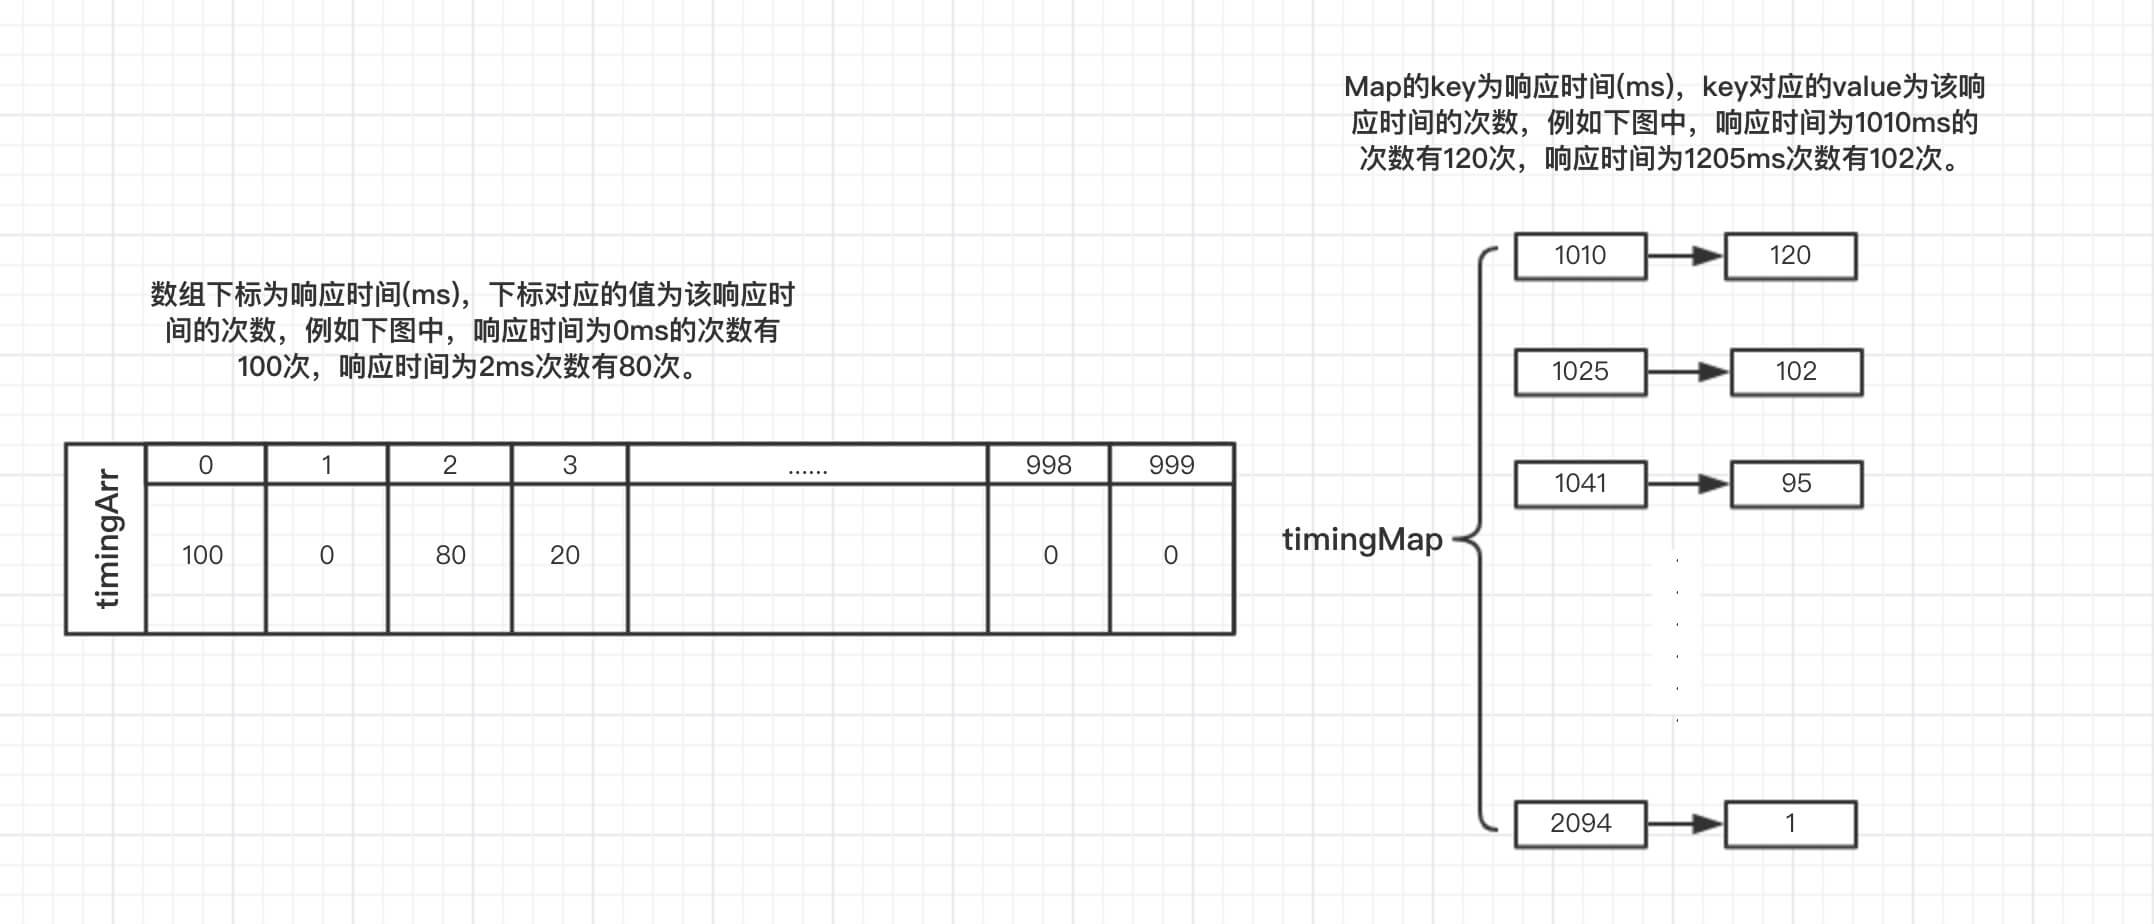 Map的key为响应时间(ms)，key对应的value为该响
应时间的次数，例如下图中，响应时间为1010ms的
次数有120次，响应时间为1205ms次数有102次。
数组下标为响应时间(ms)，下标对应的值为该响应时
间的次数，例如下图中，响应时间为0ms的次数有
100次，响应时间为2ms次数有80次。
timingArr
0 1 2 3 ...... 998 999
100 0 80 20 0 0
timingMap
1010 120
1025 102
1041 95
2094 1